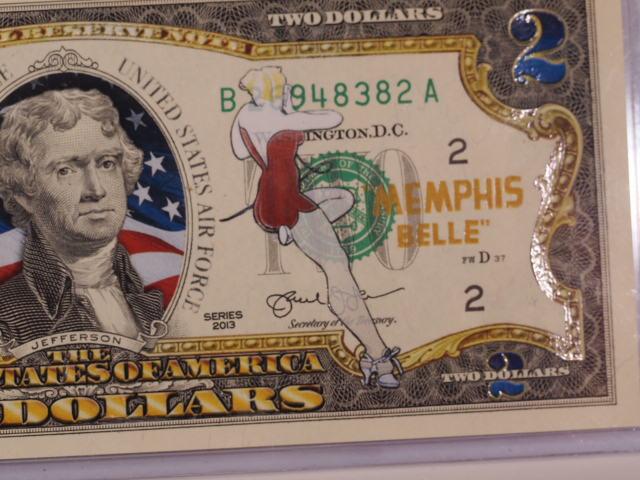 TWO DOLLARS
2
RESERVE NOTE
UNITED STATES AIR FORCE
948382 A
WASHINGTON, D.C.
2
"MEMPHIS
BELLE"
FW D 37
2
SERIES
2013
Secretary of the Treasury.
JEFFERSON
THE
STATES OF AMERICA
DOLLARS
TWO DOLLARS
2